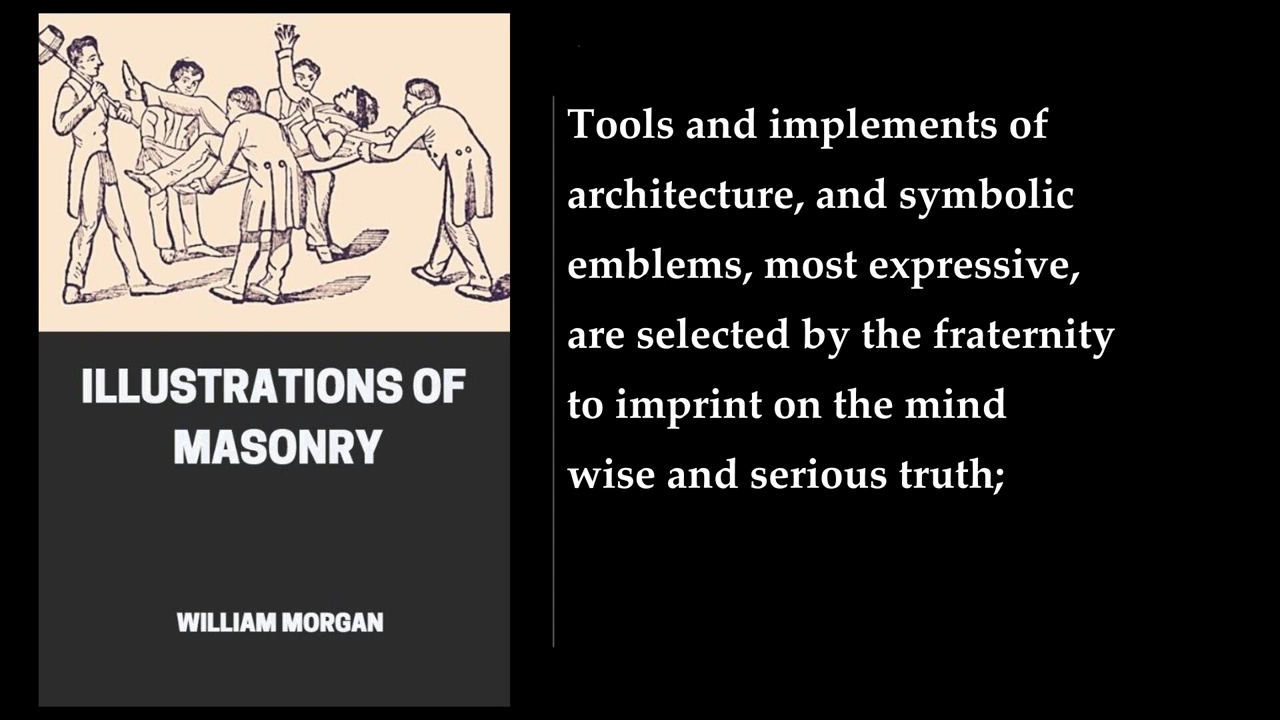 ILLUSTRATIONS OF
MASONRY
WILLIAM MORGAN
Tools and implements of
architecture, and symbolic
emblems, most expressive,
are selected by the fraternity
to imprint on the mind
wise and serious truth;